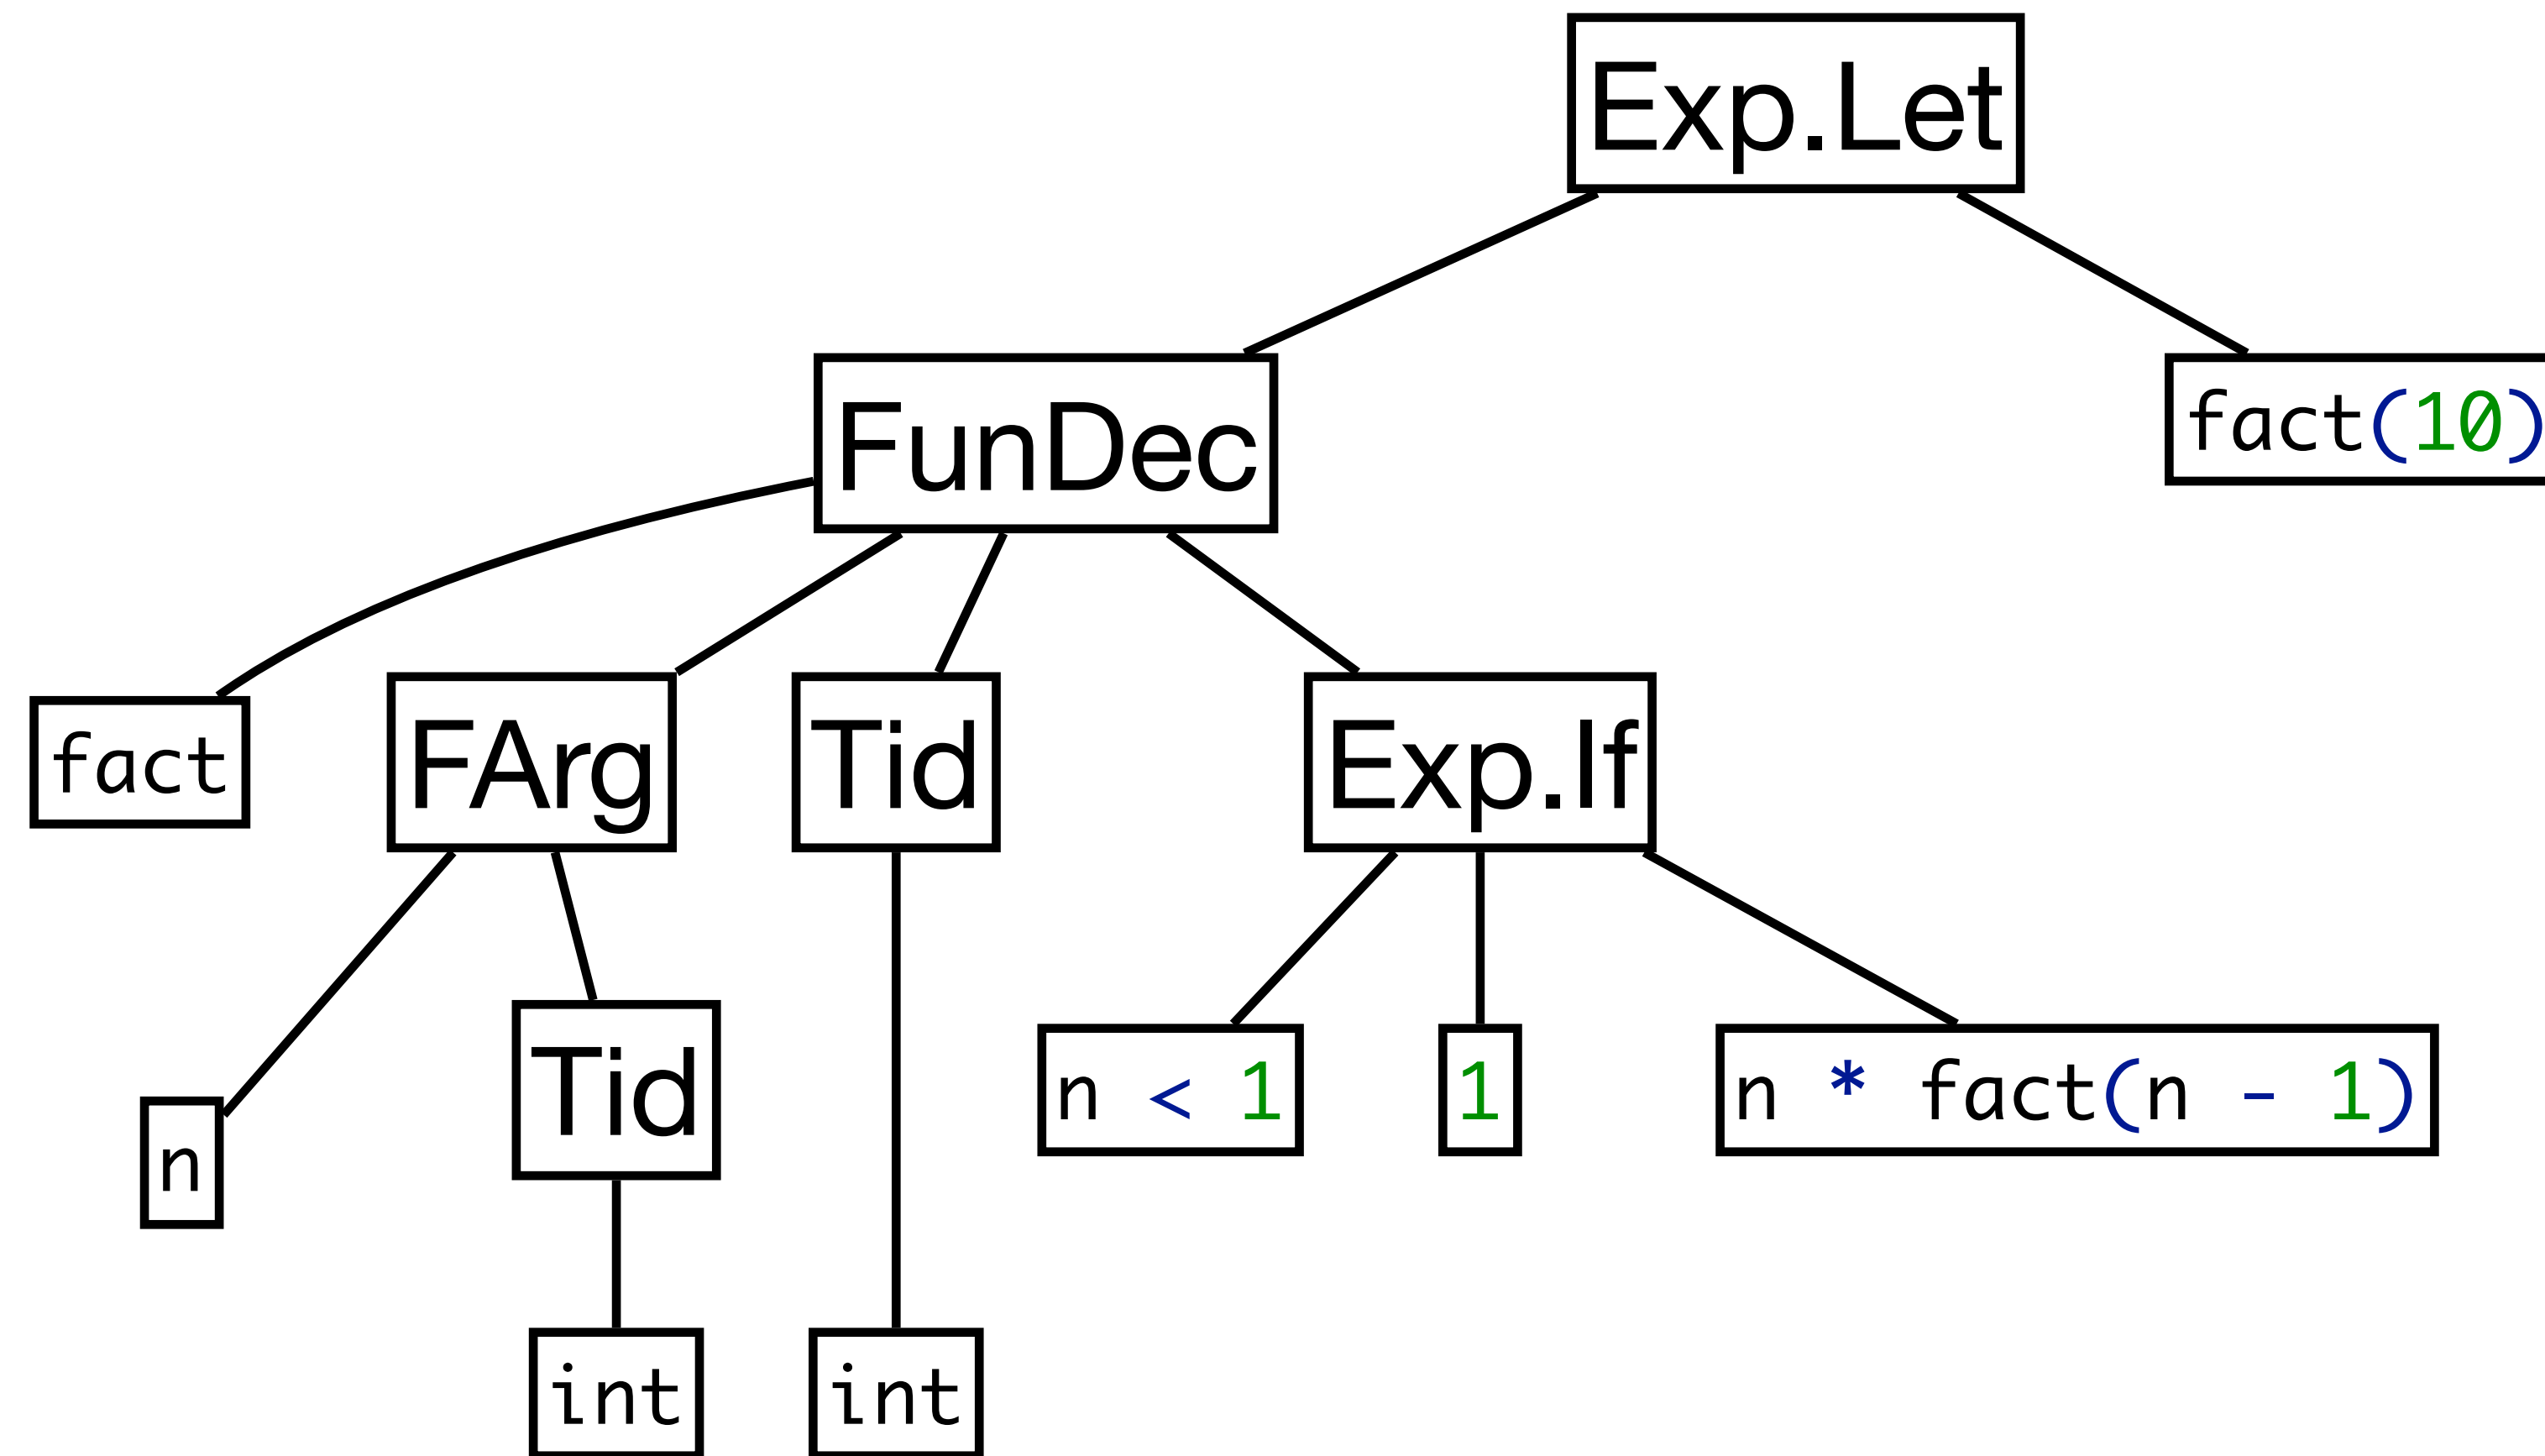 Exp.Let
FunDec
fact(10)
fact
FArg
Tid
Exp.If
n
Tid
n < 1
1
n * fact(n - 1)
int
int